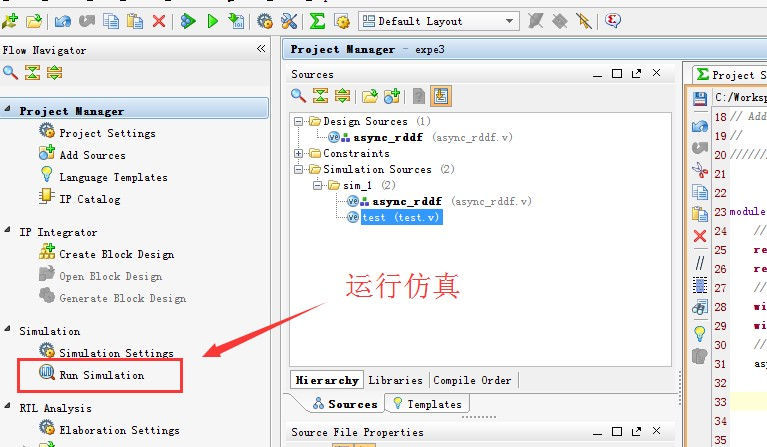 Default Layout
Flow Navigator
Project Manager
Project Settings
Add Sources
Language Templates
IP Catalog
IP Integrator
Create Block Design
Open Block Design
Generate Block Design
Simulation
Simulation Settings
Run Simulation
RTL Analysis
Elaboration Settings
Project Manager - expe3
Sources
Design Sources (1)
async_rddf (async_rddf.v)
Constraints
Simulation Sources (2)
sim_1 (2)
async_rddf (async_rddf.v)
test (test.v)
运行仿真
Hierarchy Libraries Compile Order
Sources Templates
Source File Properties
Project S
C:/Worksp
18 // Add
19 //
20 ///////
21
22
23 module
24 //
25 re
26 re
27 //
28 wi
29 wi
30 //
31 asy
32
33
34
35